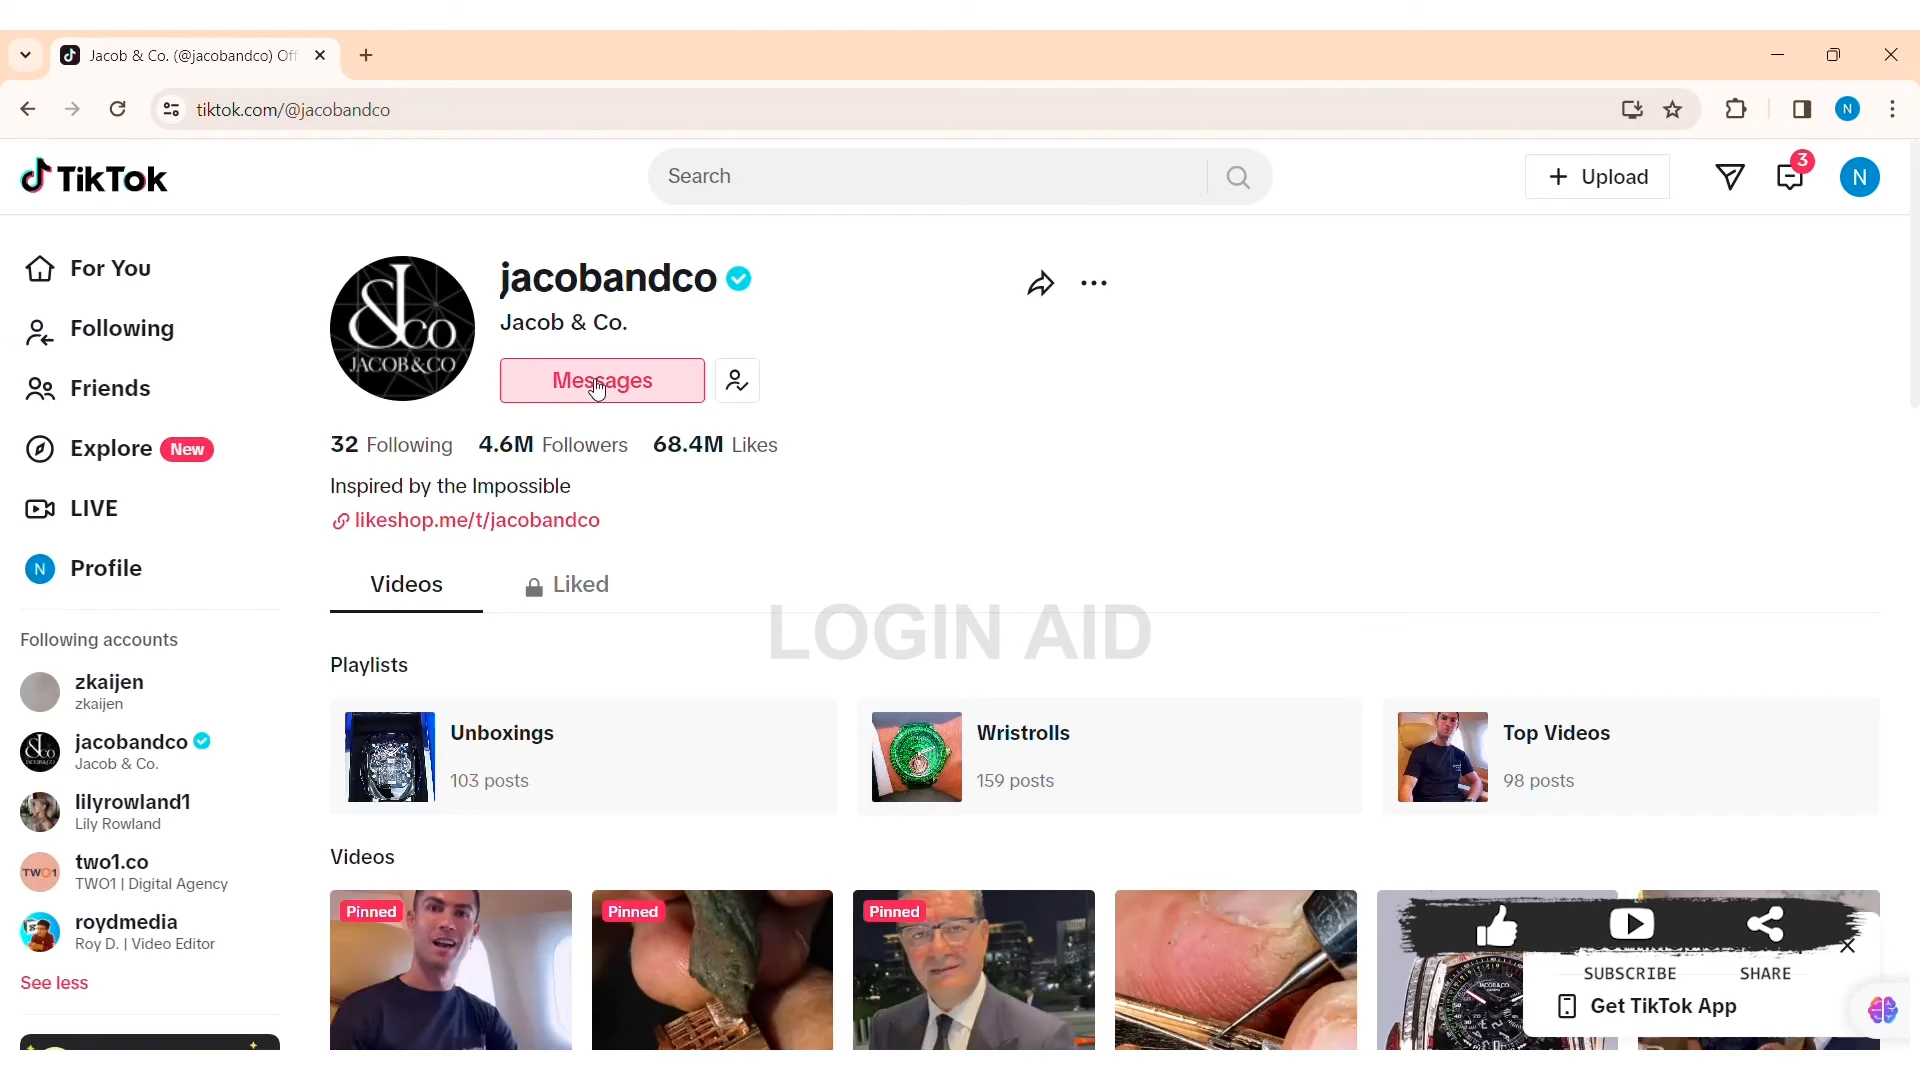 Jacob & Co. (@jacobandco) Off
tiktok.com/@jacobandco
N
TikTok
Search
Upload
3
N
For You
Following
Friends
Explore New
LIVE
N Profile
Following accounts
zkaijen
zkaijen
jacobandco
Jacob & Co.
lilyrowland1
Lily Rowland
TWO1
two1.co
TWO1 | Digital Agency
roydmedia
Roy D. | Video Editor
See less
&CO
JACOB&CO
jacobandco
Jacob & Co.
Messages
32 Following 4.6M Followers 68.4M Likes
Inspired by the Impossible
likeshop.me/t/jacobandco
Videos Liked
LOGIN AID
Playlists
Unboxings
103 posts
Wristrolls
159 posts
Top Videos
98 posts
Videos
Pinned
Pinned
Pinned
SUBSCRIBE SHARE
Get TikTok App